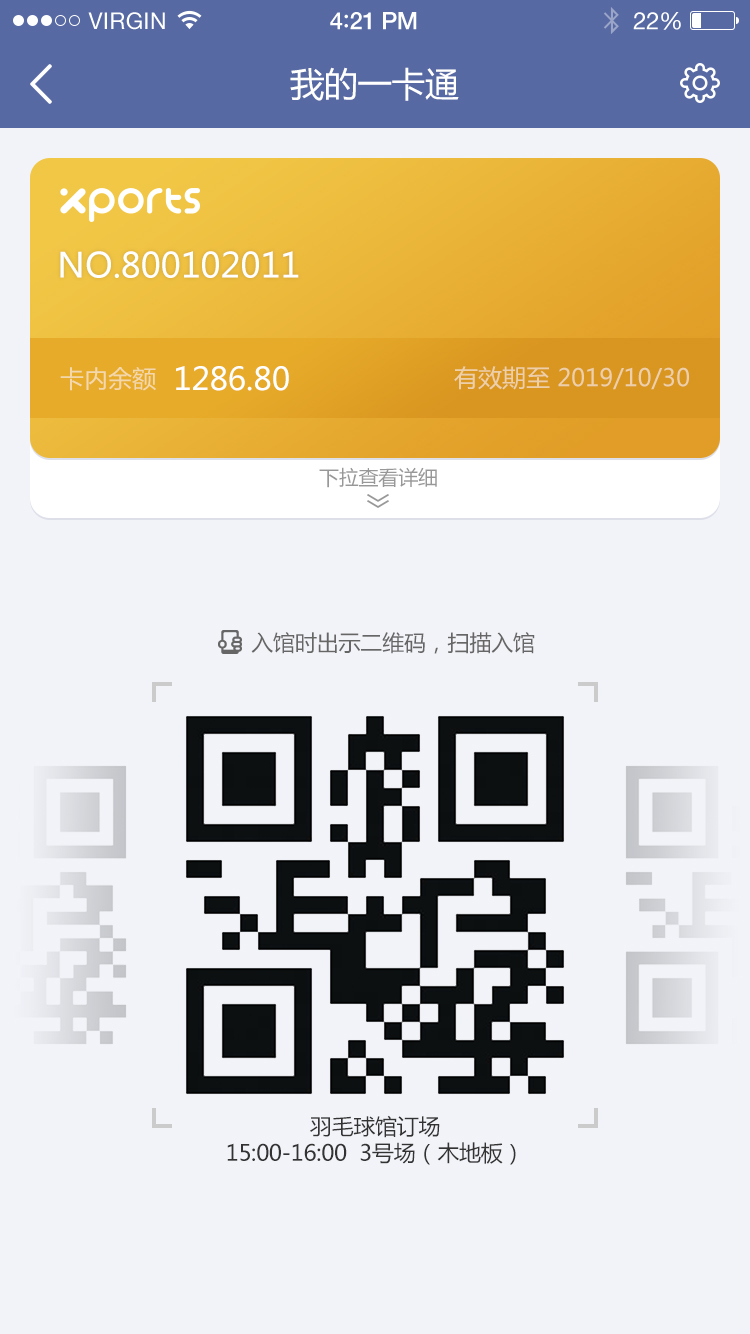 VIRGIN 4:21 PM 22%
我的一卡通
xports
NO.800102011
卡内余额 1286.80 有效期至 2019/10/30
下拉查看详细
入馆时出示二维码，扫描入馆
羽毛球馆订场
15:00-16:00 3号场（木地板）